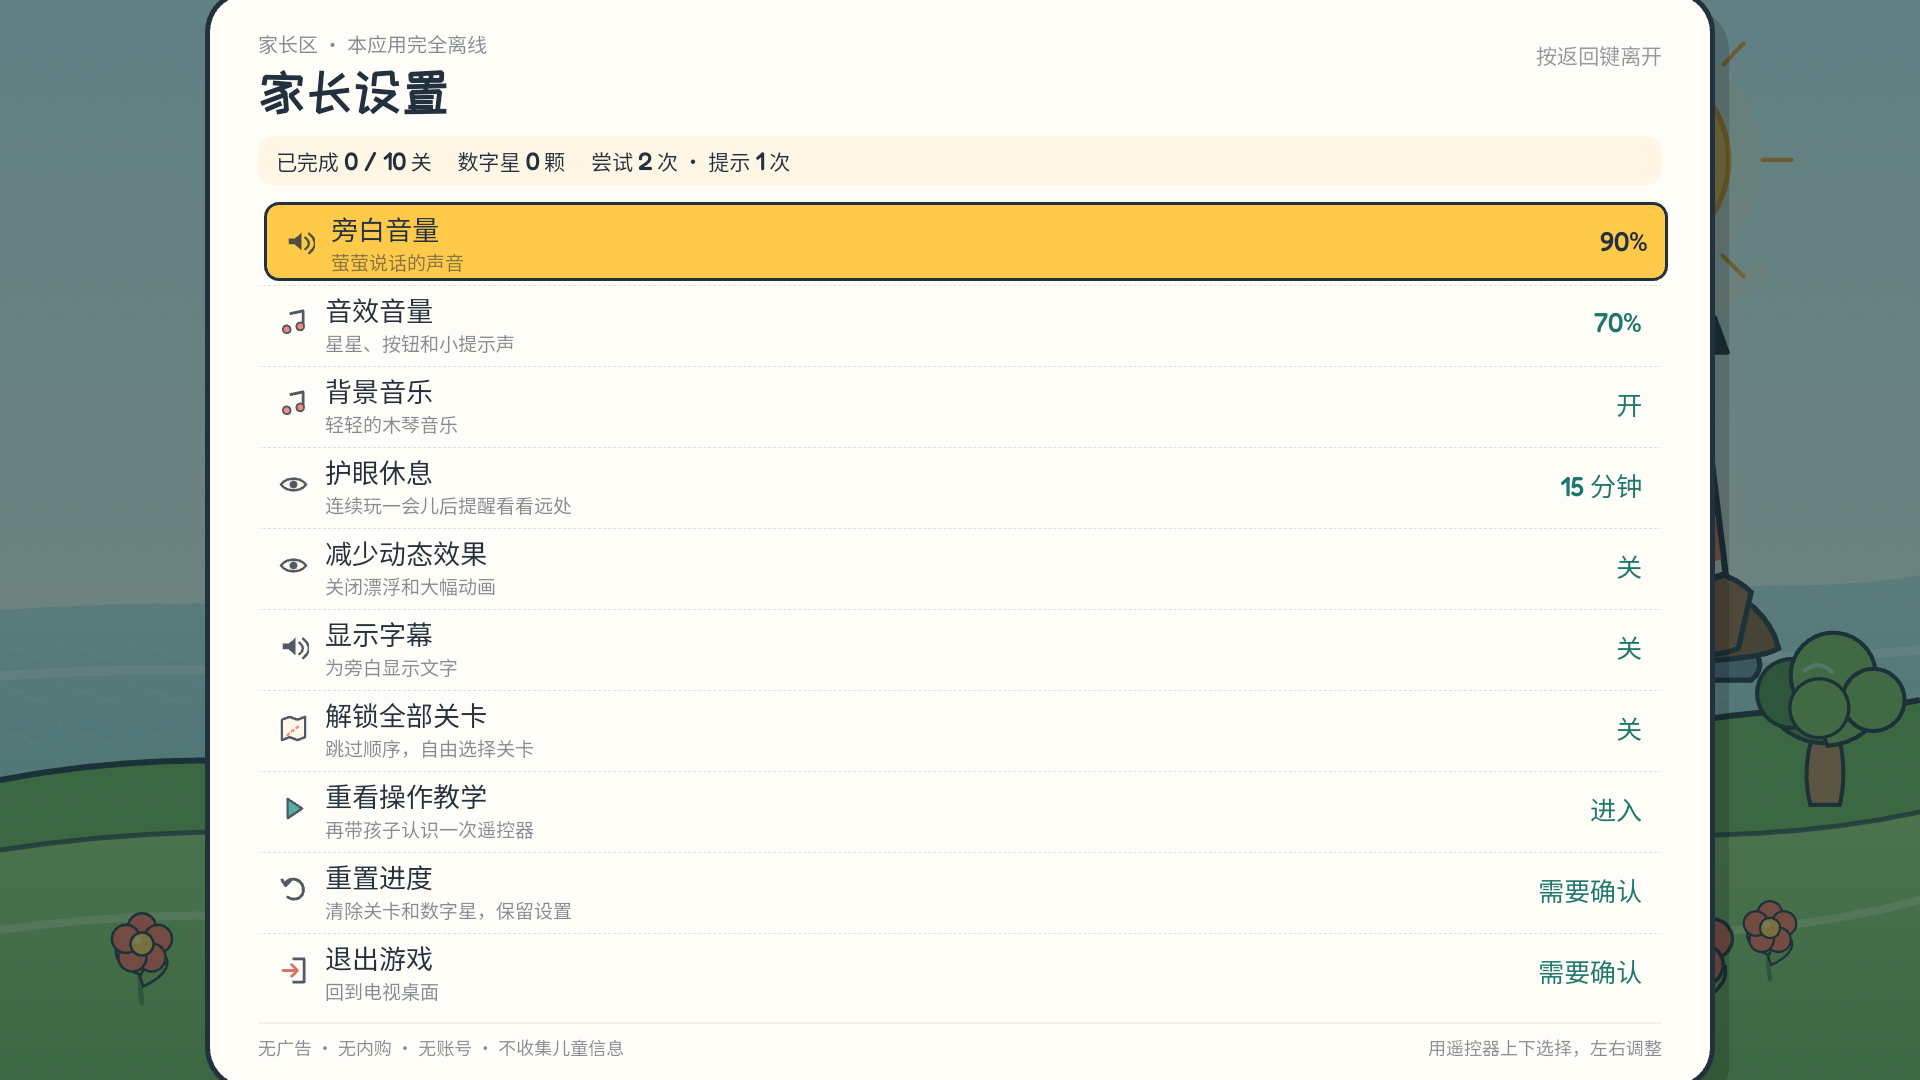 家长区 · 本应用完全离线
按返回键离开
家长设置
已完成 0 / 10 关 数字星 0 颗 尝试 2 次 · 提示 1 次
旁白音量
90%
萤萤说话的声音
音效音量
70%
星星、按钮和小提示声
背景音乐
开
轻轻的木琴音乐
护眼休息
15 分钟
连续玩一会儿后提醒看看远处
减少动态效果
关
关闭漂浮和大幅动画
显示字幕
关
为旁白显示文字
解锁全部关卡
关
跳过顺序，自由选择关卡
重看操作教学
进入
再带孩子认识一次遥控器
重置进度
需要确认
清除关卡和数字星，保留设置
退出游戏
需要确认
回到电视桌面
无广告 · 无内购 · 无账号 · 不收集儿童信息
用遥控器上下选择，左右调整